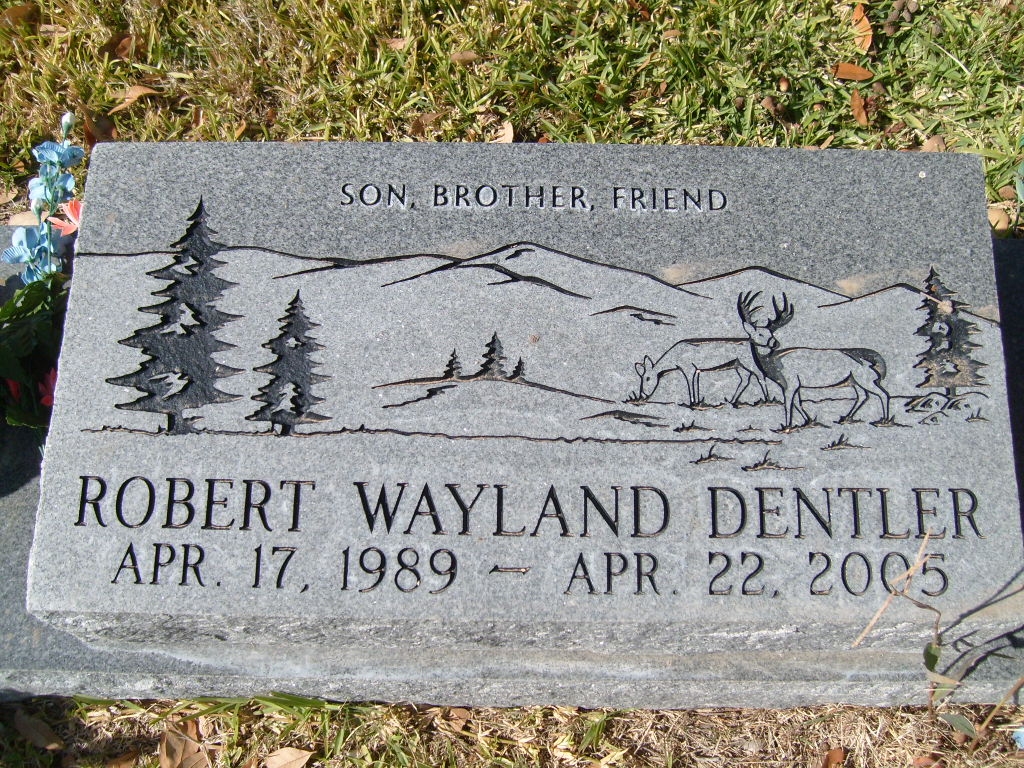 SON, BROTHER, FRIEND
ROBERT WAYLAND DENTLER
APR. 17, 1989 – APR. 22, 2005